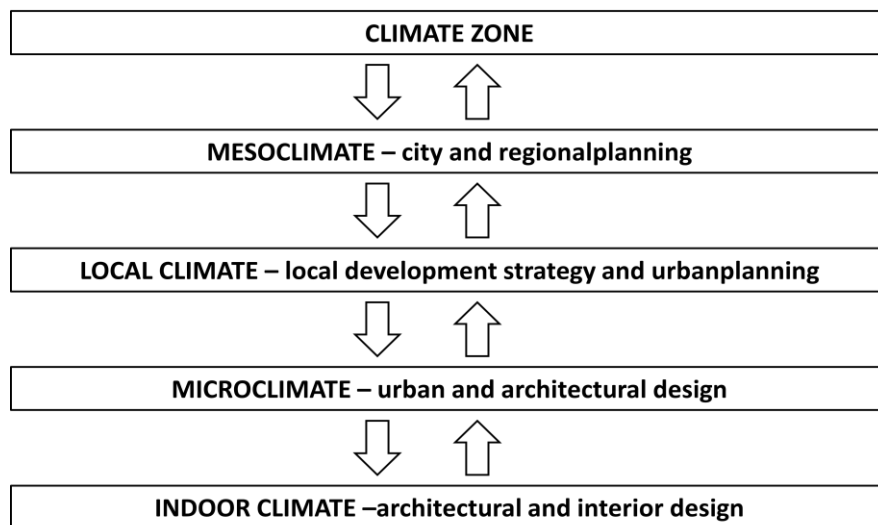 CLIMATE ZONE
MESOCLIMATE – city and regionalplanning
LOCAL CLIMATE – local development strategy and urbanplanning
MICROCLIMATE – urban and architectural design
INDOOR CLIMATE –architectural and interior design